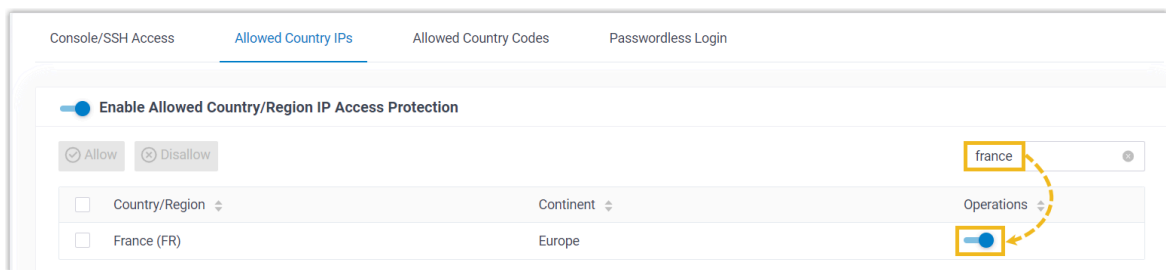 Console/SSH Access Allowed Country IPs Allowed Country Codes Passwordless Login
Enable Allowed Country/Region IP Access Protection
Allow Disallow france
Country/Region Continent Operations
France (FR) Europe